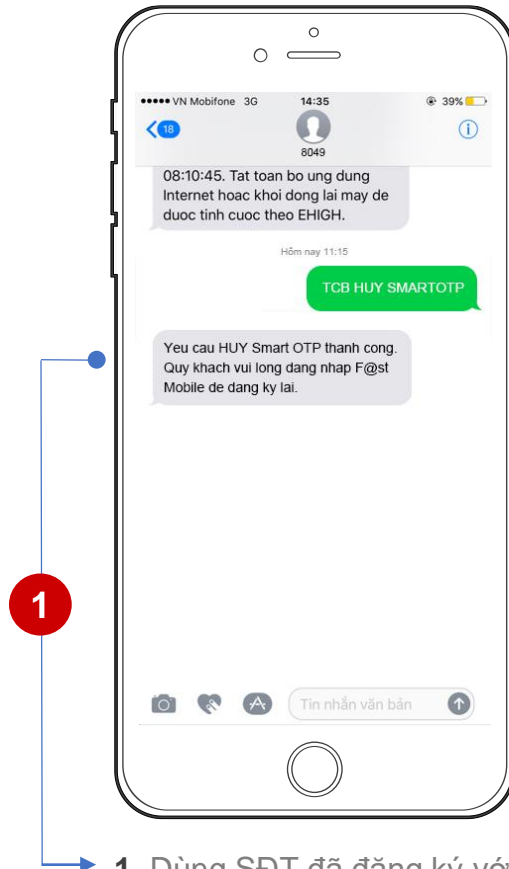 VN Mobifone 3G 14:35 39%
18
8049
08:10:45. Tat toan bo ung dung
Internet hoac khoi dong lai may de
duoc tinh cuoc theo EHIGH.
Hôm nay 11:15
TCB HUY SMARTOTP
Yeu cau HUY Smart OTP thanh cong.
Quy khach vui long dang nhap F@st
Mobile de dang ky lai.
1
Tin nhắn văn bản
1. Dùng SĐT đã đăng ký với